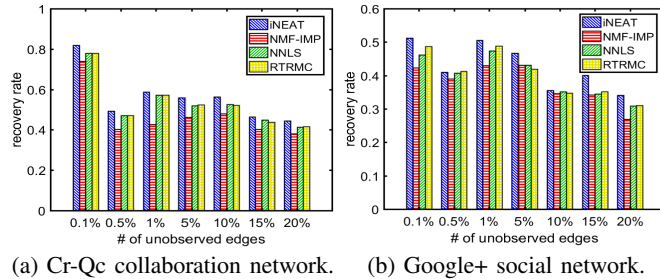 1
0.8
0.6
0.4
0.2
0
recovery rate
iNEAT
NMF-IMP
NNLS
RTRMC
0.1% 0.5% 1% 5% 10% 15% 20%
# of unobserved edges
(a) Cr-Qc collaboration network.
0.6
0.5
0.4
0.3
0.2
0.1
0
recovery rate
iNEAT
NMF-IMP
NNLS
RTRMC
0.1% 0.5% 1% 5% 10% 15% 20%
# of unobserved edges
(b) Google+ social network.